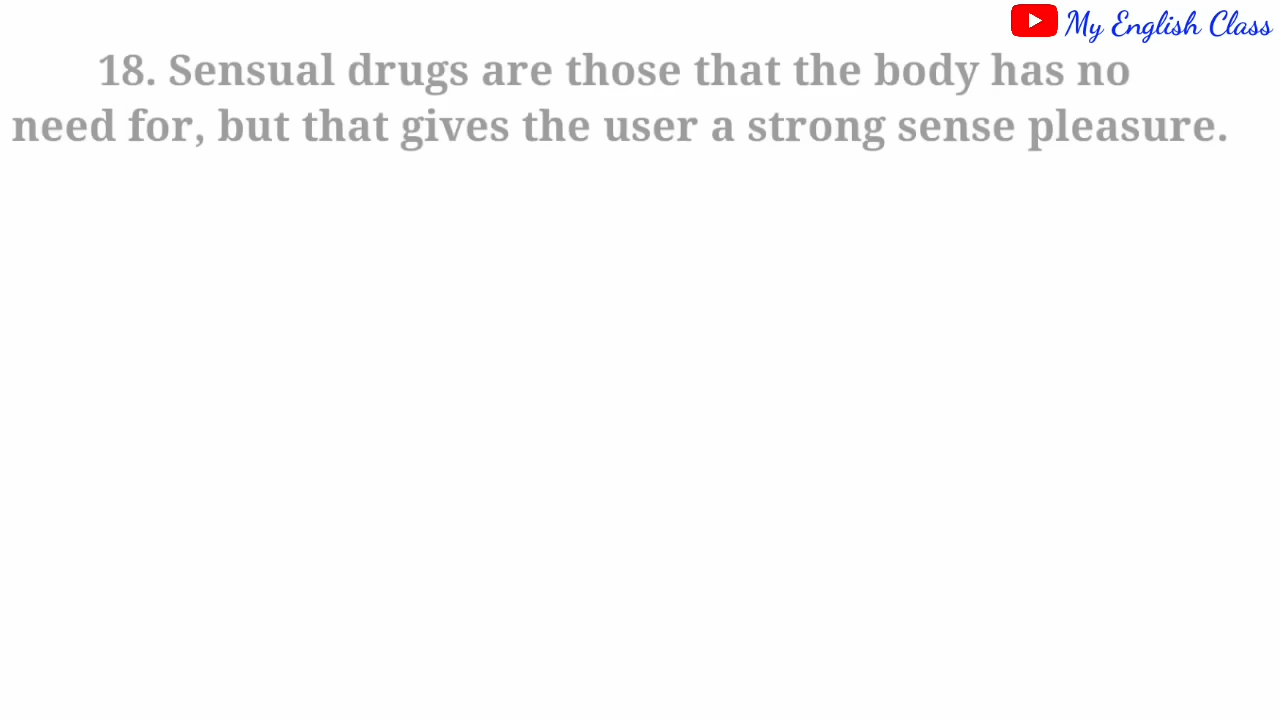 My English Class
18. Sensual drugs are those that the body has no
need for, but that gives the user a strong sense pleasure.